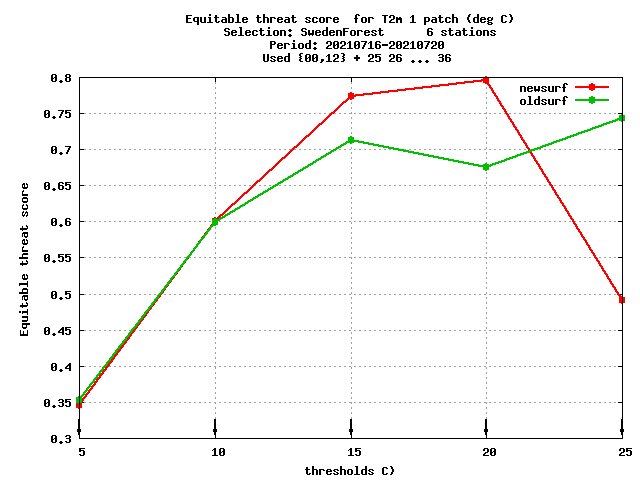 Equitable threat score  for T2m 1 patch (deg C)
Selection: SwedenForest      6 stations
Period: 20210716-20210720
Used {00,12} + 25 26 ... 36
newsurf
oldsurf
Equitable threat score
0.8
0.75
0.7
0.65
0.6
0.55
0.5
0.45
0.4
0.35
0.3
5 10 15 20 25
thresholds C)